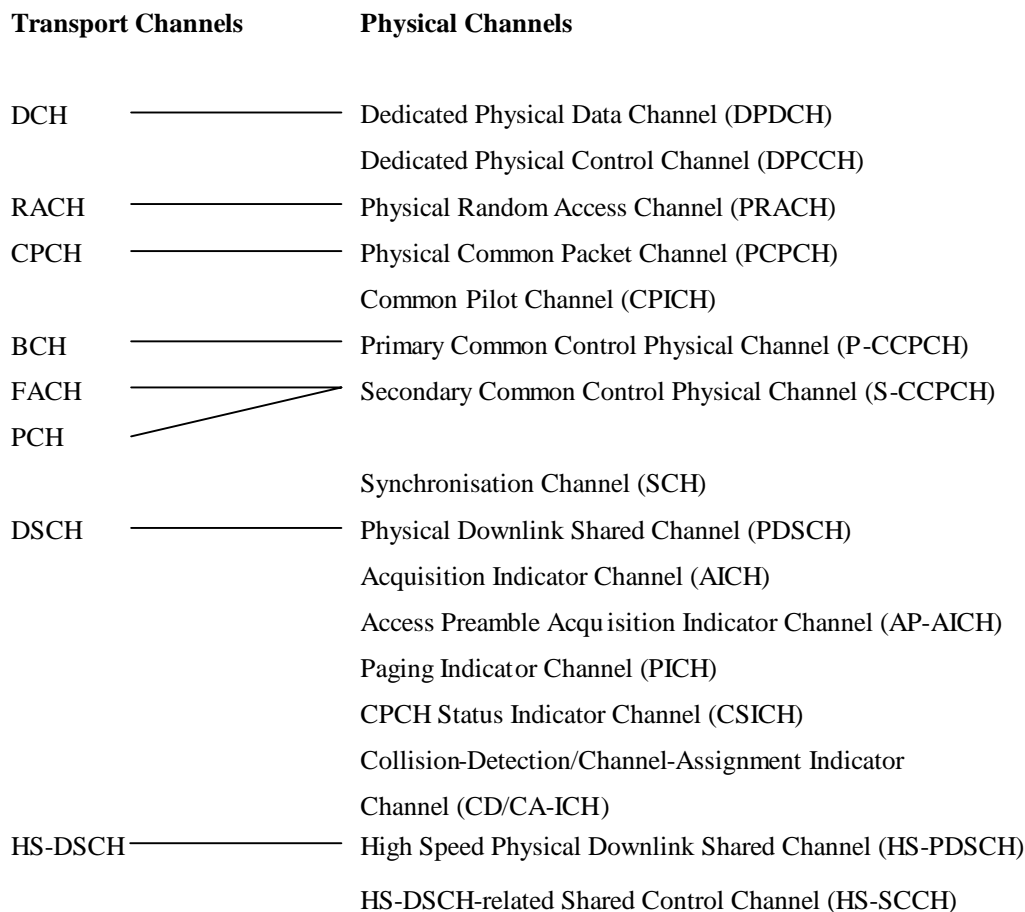 Transport Channels Physical Channels
DCH Dedicated Physical Data Channel (DPDCH)
Dedicated Physical Control Channel (DPCCH)
RACH Physical Random Access Channel (PRACH)
CPCH Physical Common Packet Channel (PCPCH)
Common Pilot Channel (CPICH)
BCH Primary Common Control Physical Channel (P-CCPCH)
FACH Secondary Common Control Physical Channel (S-CCPCH)
PCH
Synchronisation Channel (SCH)
DSCH Physical Downlink Shared Channel (PDSCH)
Acquisition Indicator Channel (AICH)
Access Preamble Acquisition Indicator Channel (AP-AICH)
Paging Indicator Channel (PICH)
CPCH Status Indicator Channel (CSICH)
Collision-Detection/Channel-Assignment Indicator
Channel (CD/CA-ICH)
HS-DSCH High Speed Physical Downlink Shared Channel (HS-PDSCH)
HS-DSCH-related Shared Control Channel (HS-SCCH)